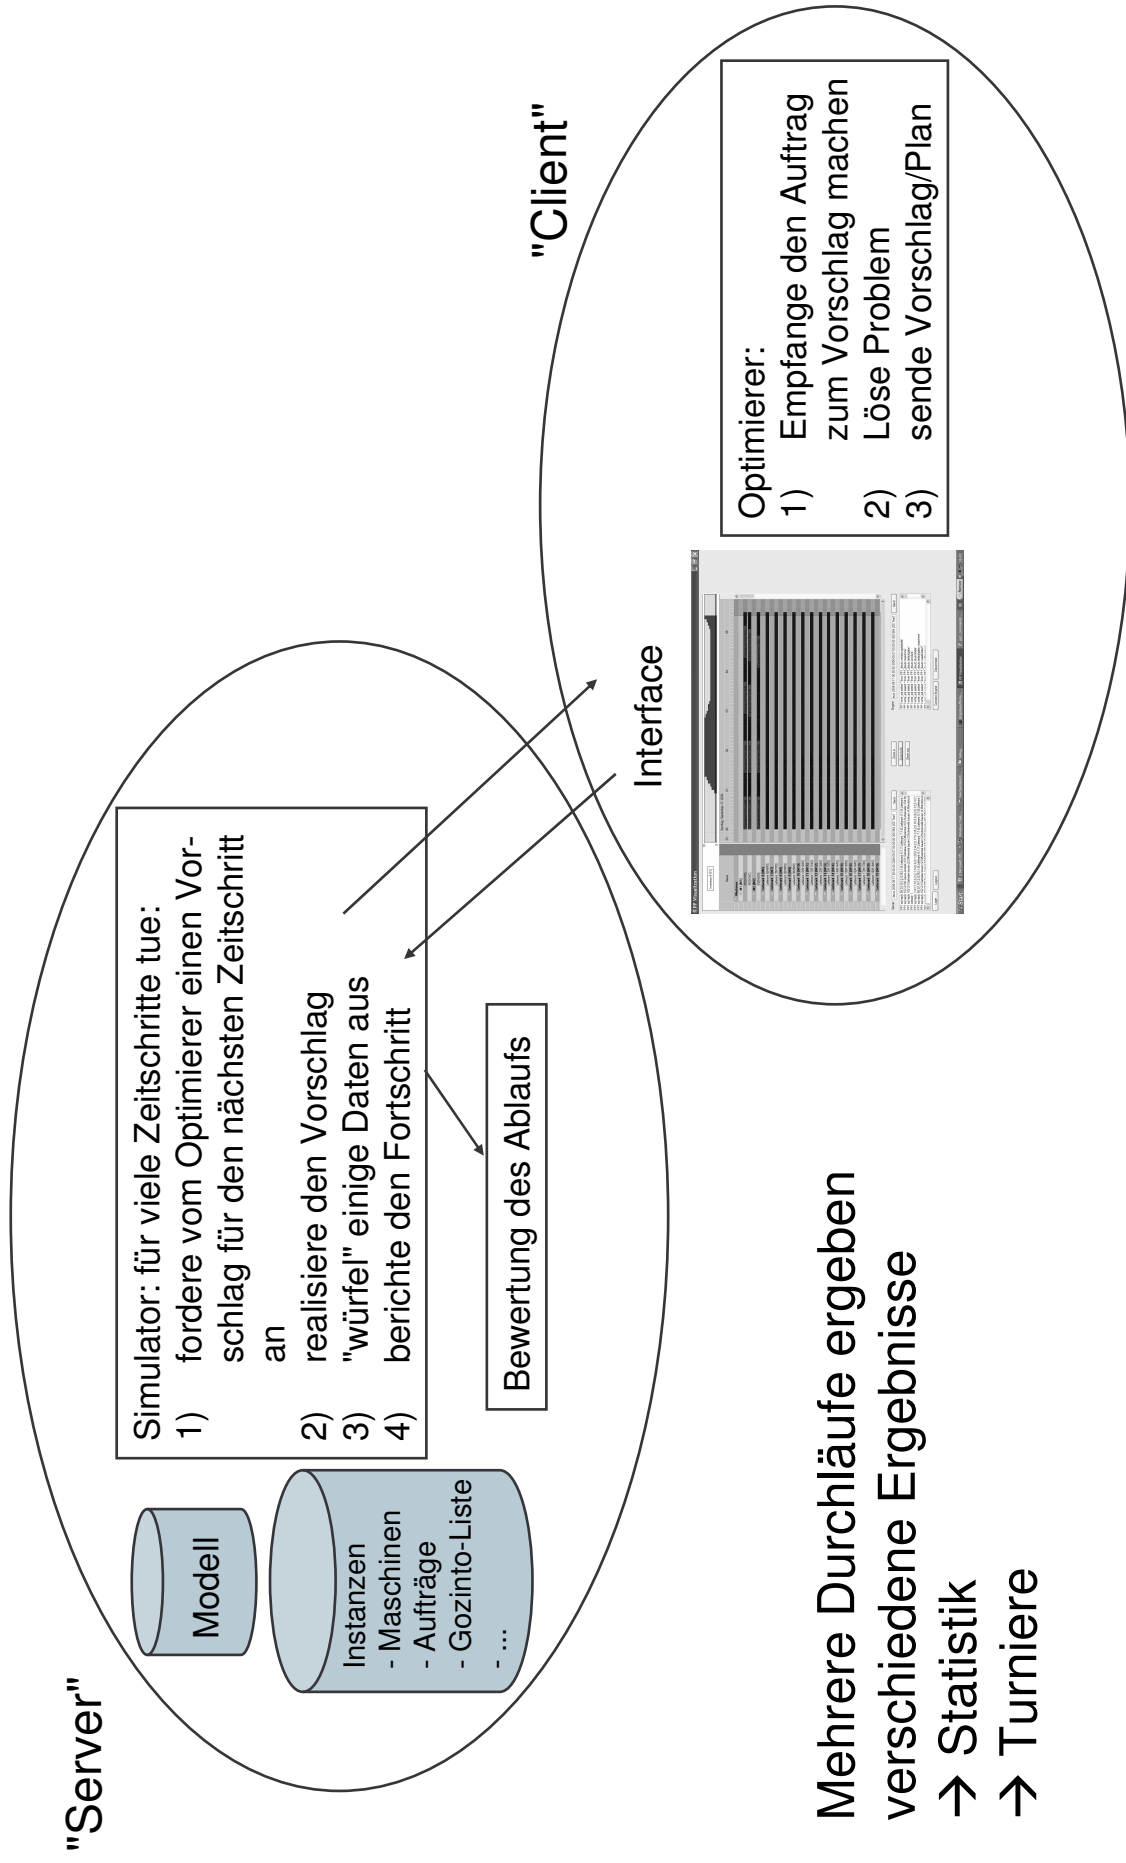 "Server"
Modell
Instanzen
- Maschinen
- Aufträge
- Gozinto-Liste
- ...
Simulator: für viele Zeitschritte tue:
1) fordere vom Optimierer einen Vor-
schlag für den nächsten Zeitschritt
an
2) realisiere den Vorschlag
3) "würfel" einige Daten aus
4) berichte den Fortschritt
Bewertung des Ablaufs
Interface
"Client"
Optimierer:
1) Empfange den Auftrag
zum Vorschlag machen
2) Löse Problem
3) sende Vorschlag/Plan
Mehrere Durchläufe ergeben
verschiedene Ergebnisse
→ Statistik
→ Turniere